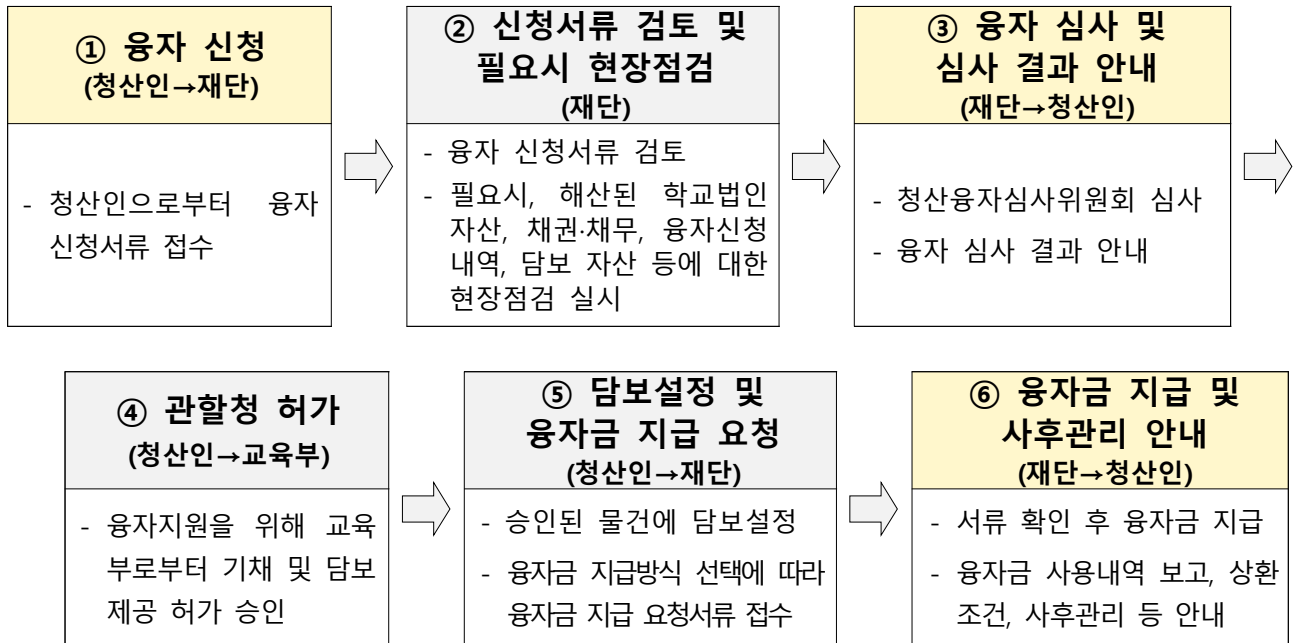 ① 융자 신청
(청산인→재단)
- 청산인으로부터 융자
신청서류 접수
② 신청서류 검토 및
필요시 현장점검
(재단)
- 융자 신청서류 검토
- 필요시, 해산된 학교법인
자산, 채권·채무, 융자신청
내역, 담보 자산 등에 대한
현장점검 실시
③ 융자 심사 및
심사 결과 안내
(재단→청산인)
- 청산융자심사위원회 심사
- 융자 심사 결과 안내
④ 관할청 허가
(청산인→교육부)
- 융자지원을 위해 교육
부로부터 기채 및 담보
제공 허가 승인
⑤ 담보설정 및
융자금 지급 요청
(청산인→재단)
- 승인된 물건에 담보설정
- 융자금 지급방식 선택에 따라
융자금 지급 요청서류 접수
⑥ 융자금 지급 및
사후관리 안내
(재단→청산인)
- 서류 확인 후 융자금 지급
- 융자금 사용내역 보고, 상환
조건, 사후관리 등 안내